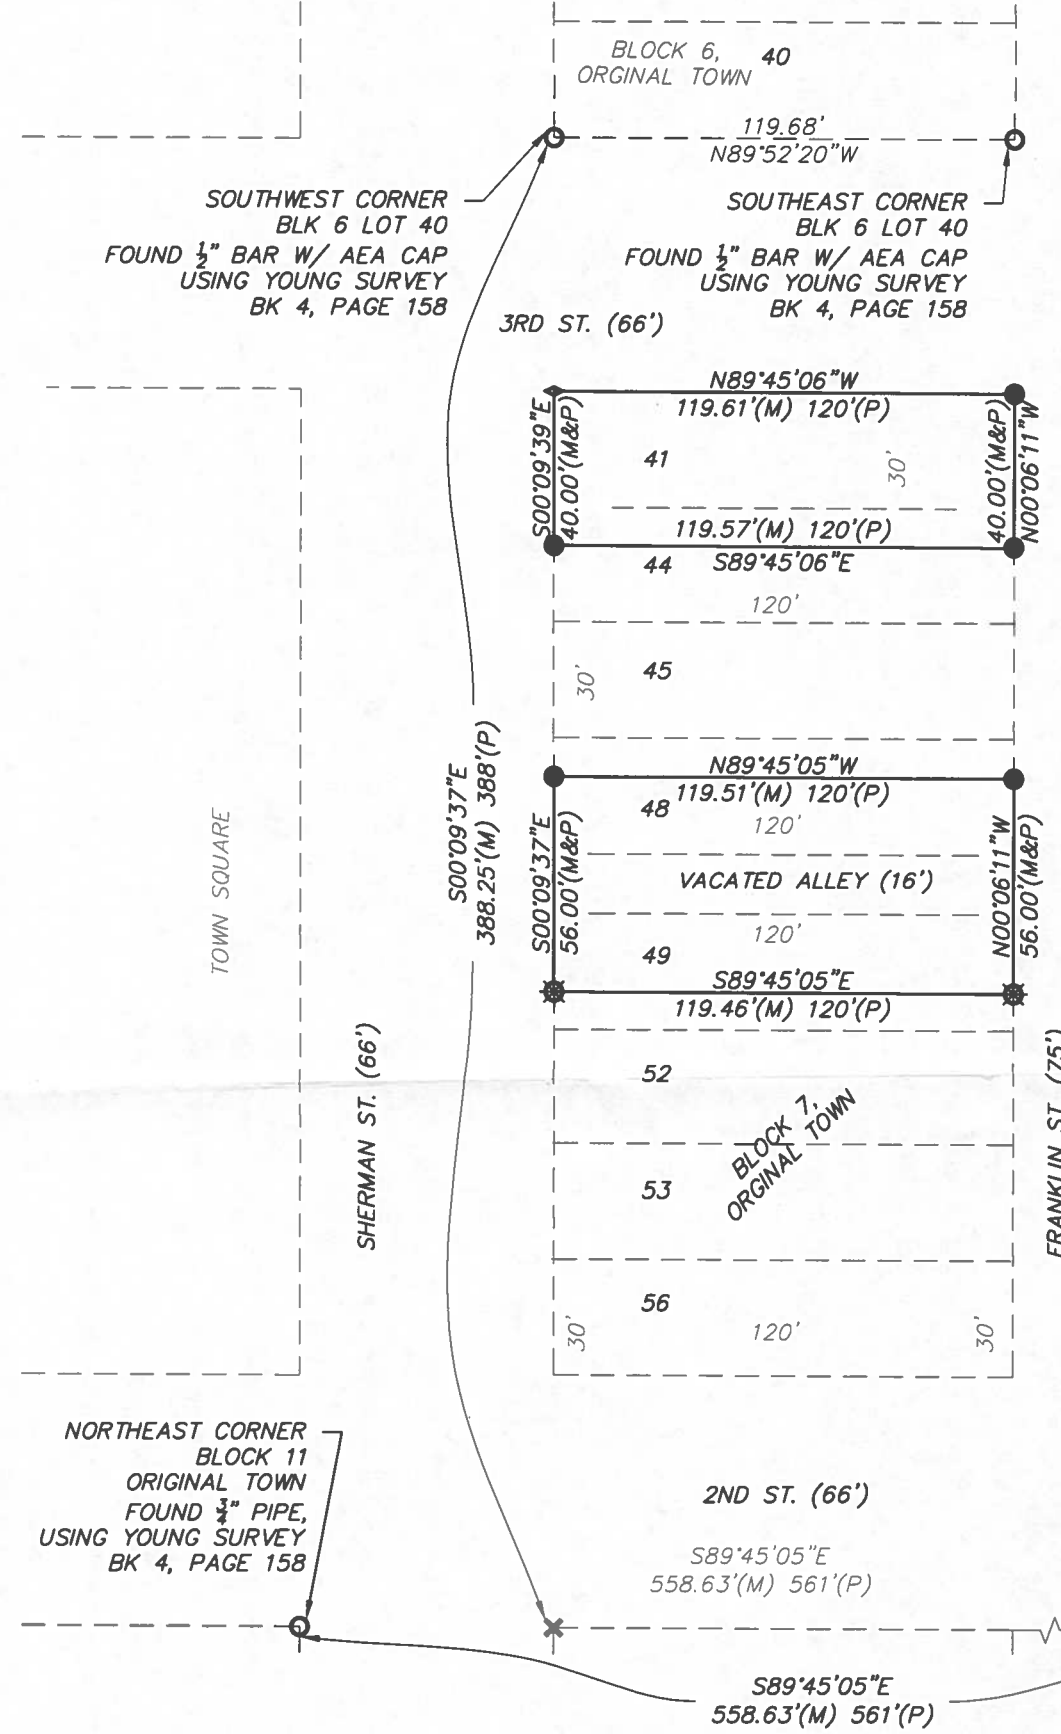 BLOCK 6, 40
ORGINAL TOWN
119.68'
N89°52'20"W
SOUTHWEST CORNER
BLK 6 LOT 40
FOUND ½" BAR W/ AEA CAP
USING YOUNG SURVEY
BK 4, PAGE 158
SOUTHEAST CORNER
BLK 6 LOT 40
FOUND ½" BAR W/ AEA CAP
USING YOUNG SURVEY
BK 4, PAGE 158
3RD ST. (66')
N89°45'06"W
119.61'(M) 120'(P)
S00°09'39"E
40.00'(M&P)
41
30'
40.00'(M&P)
N00°06'11"W
119.57'(M) 120'(P)
44 S89°45'06"E
120'
30'
45
S00°09'37"E
388.25'(M) 388'(P)
N89°45'05"W
48 119.51'(M) 120'(P)
120'
S00°09'37"E
56.00'(M&P)
VACATED ALLEY (16')
N00°06'11"W
56.00'(M&P)
120'
49
S89°45'05"E
119.46'(M) 120'(P)
TOWN SQUARE
SHERMAN ST. (66')
52
BLOCK 7,
ORGINAL TOWN
FRANKLIN ST. (75')
53
56
30'
120'
30'
NORTHEAST CORNER
BLOCK 11
ORIGINAL TOWN
FOUND ¾" PIPE,
USING YOUNG SURVEY
BK 4, PAGE 158
2ND ST. (66')
S89°45'05"E
558.63'(M) 561'(P)
S89°45'05"E
558.63'(M) 561'(P)